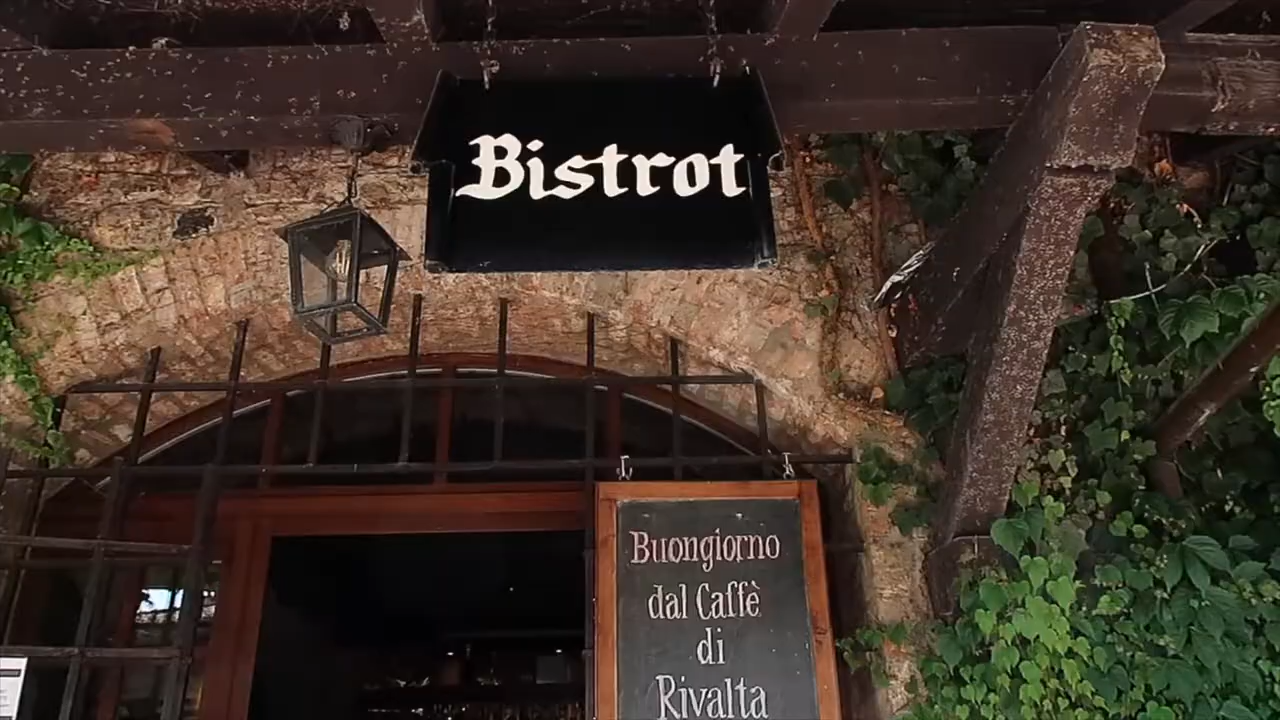 Bistrot
Buongiorno
dal Caffè
di
Rivalta